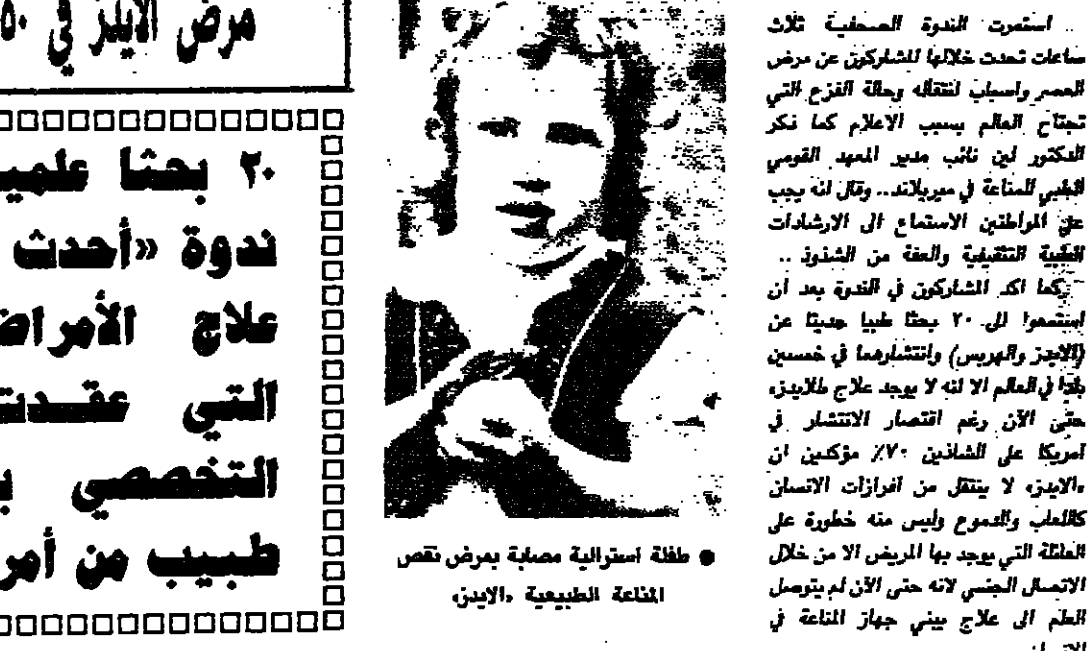 .. استمرت الندوة الصحفية ثلاث
ساعات تحدث خلالها المشاركون عن مرض
العصر واسباب انتقاله وحالة الفزع التي
تجتاح العالم بسبب الاعلام كما ذكر
الدكتور لين نائب مدير المعهد القومي
الطبي للمناعة في ميريلاند... وقال انه يجب
على المواطنين الاستماع الى الارشادات
الطبية التثقيفية والعفة من الشذوذ ..
وكما اكد المشاركون في الندوة بعد ان
استمعوا الى ٢٠ بحثا طبيا حديثا عن
(الايدز والهربس) وانتشارهما في خمسين
بلدا في العالم الا انه لا يوجد علاج «للايدز»
حتى الآن رغم اقتصار الانتشار في
امريكا على الشاذين ٧٠٪ مؤكدين ان
«الايدز» لا ينتقل من افرازات الانسان
كاللعاب والدموع وليس منه خطورة على
العائلة التي يوجد بها المريض الا من خلال
الاتصال الجنسي لانه حتى الآن لم يتوصل
العلم الى علاج يبني جهاز المناعة في
● طفلة استرالية مصابة بمرض نقص
المناعة الطبيعية «الايدز»
مرض الايدز في ٥٠
٢٠ بحثا علميا
ندوة «أحدث
علاج الأمراض
التي عقدت
التخصصي ب
طبيب من أمر